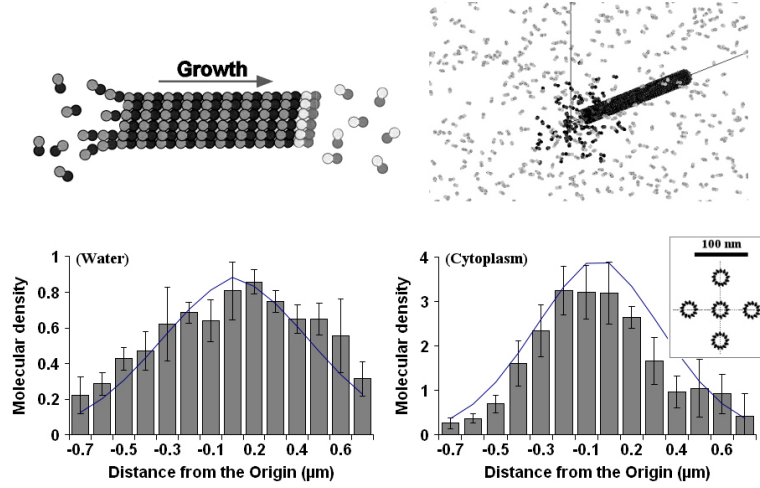 Growth
(Water)
Molecular density
1
0.8
0.6
0.4
0.2
0
-0.7 -0.5 -0.3 -0.1 0.2 0.4 0.6
Distance from the Origin (µm)
(Cytoplasm)
100 nm
Molecular density
4
3
2
1
0
-0.7 -0.5 -0.3 -0.1 0.2 0.4 0.6
Distance from the Origin (µm)